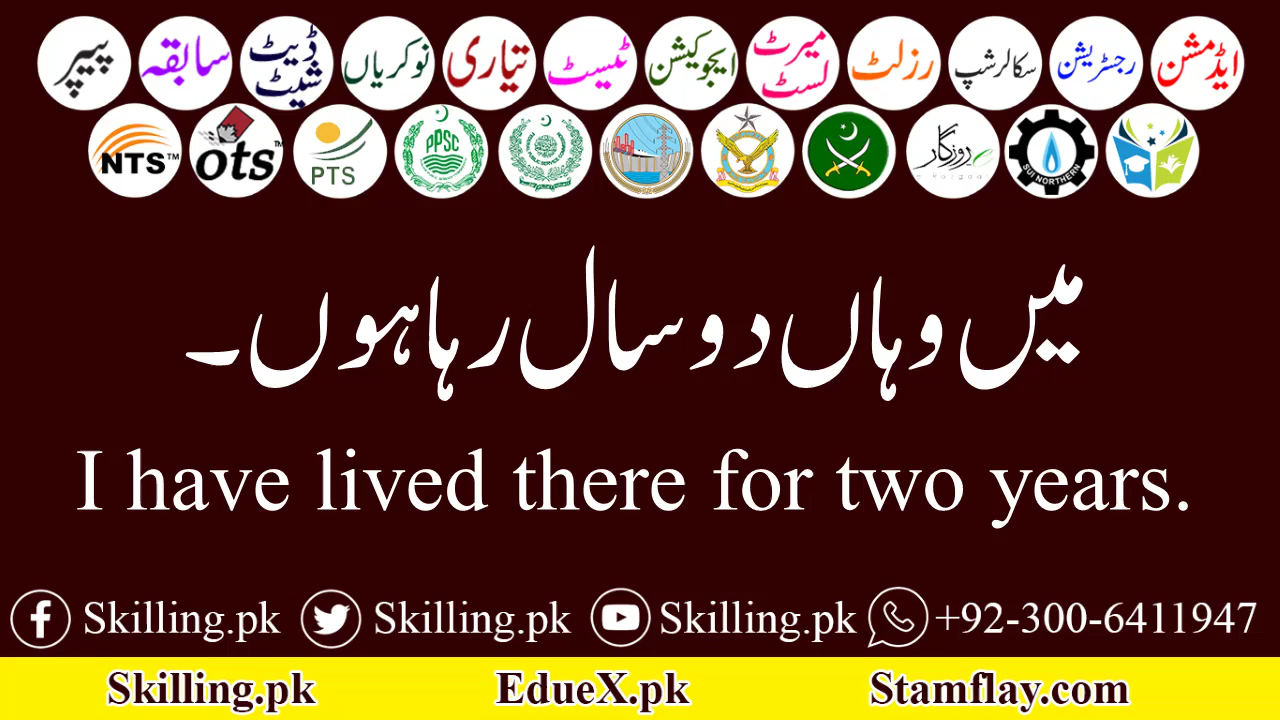 ایڈمشن رجسٹریشن سکالرشپ رزلٹ میرٹ لسٹ ایجوکیشن ٹیسٹ تیاری نوکریاں ڈیٹ شیٹ سابقہ پیپر
NTS™ OTS™ PTS PPSC روزگار SUI NORTHERN
میں وہاں دو سال رہا ہوں۔
I have lived there for two years.
Skilling.pk Skilling.pk Skilling.pk +92-300-6411947
Skilling.pk EdueX.pk Stamflay.com